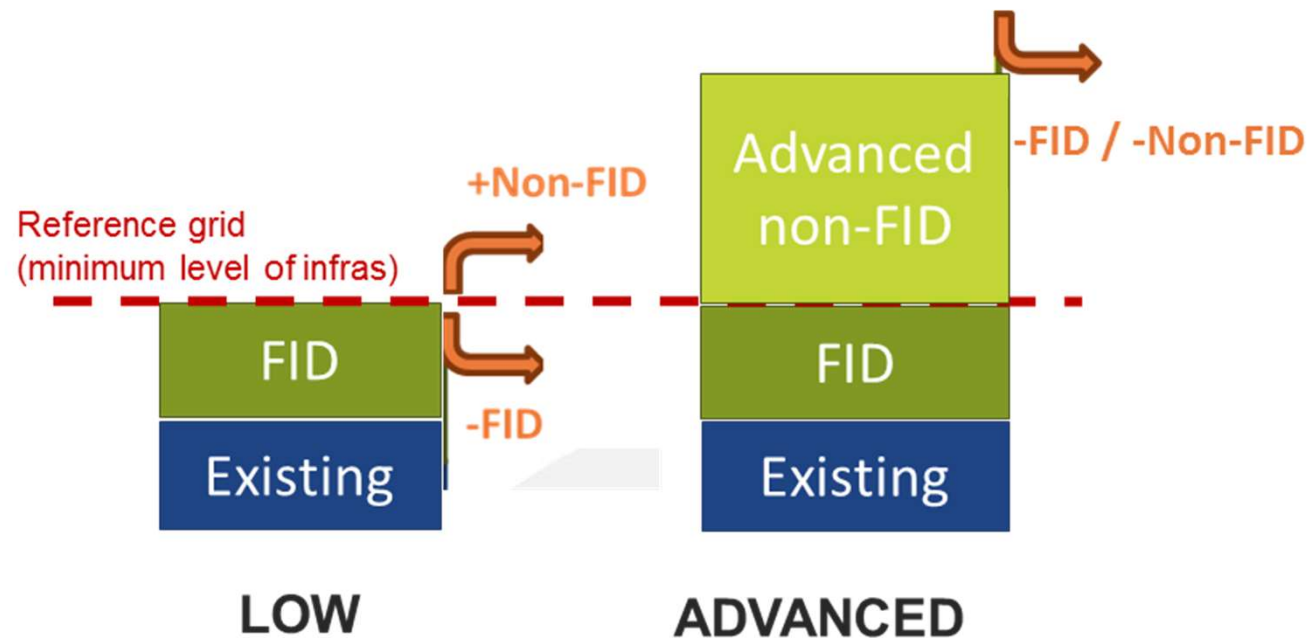 Reference grid
(minimum level of infras)
+Non-FID
-FID
FID
Existing
LOW
Advanced
non-FID
-FID / -Non-FID
FID
Existing
ADVANCED